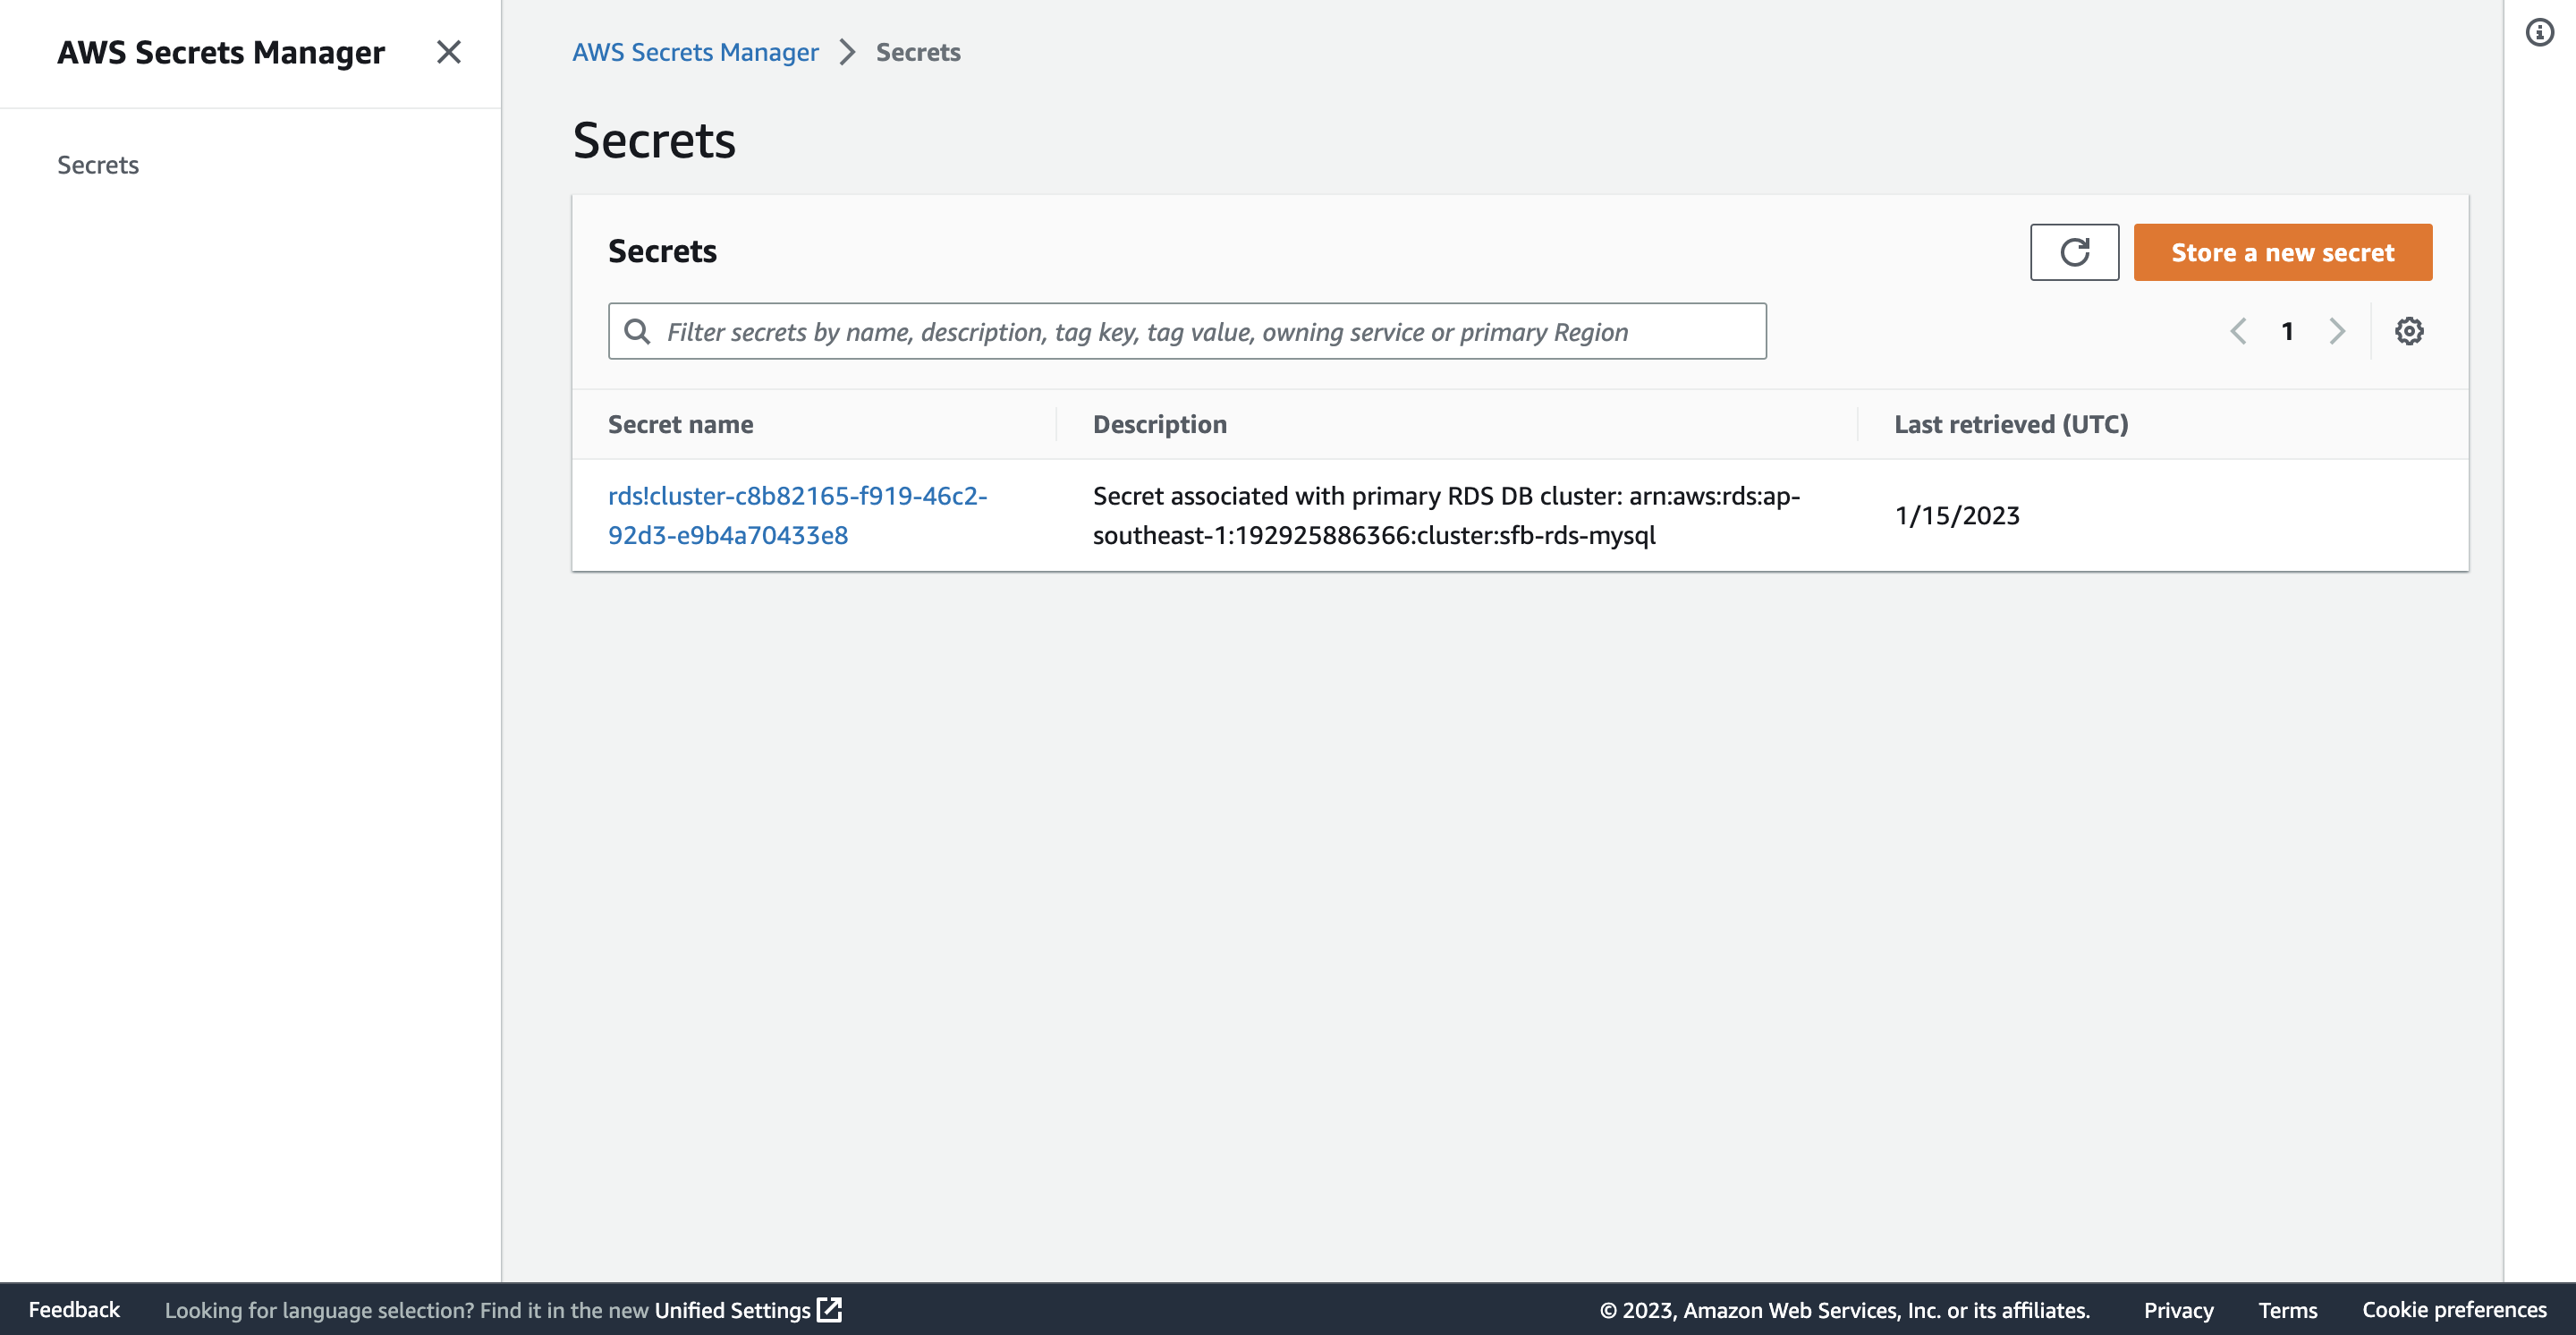 AWS Secrets Manager
Secrets
AWS Secrets Manager > Secrets
Secrets
Secrets
Store a new secret
Filter secrets by name, description, tag key, tag value, owning service or primary Region
1
Secret name Description Last retrieved (UTC)
rds!cluster-c8b82165-f919-46c2-
92d3-e9b4a70433e8
Secret associated with primary RDS DB cluster: arn:aws:rds:ap-
southeast-1:192925886366:cluster:sfb-rds-mysql
1/15/2023
Feedback Looking for language selection? Find it in the new Unified Settings © 2023, Amazon Web Services, Inc. or its affiliates. Privacy Terms Cookie preferences